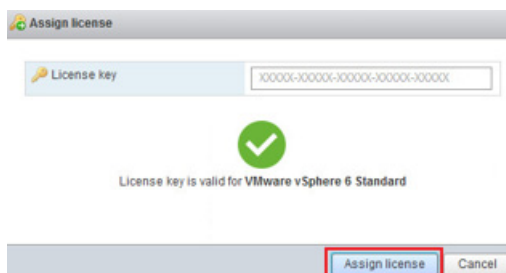 Assign license
License key
XXXXX-XXXXX-XXXXX-XXXXX-XXXXX
License key is valid for VMware vSphere 6 Standard
Assign license
Cancel